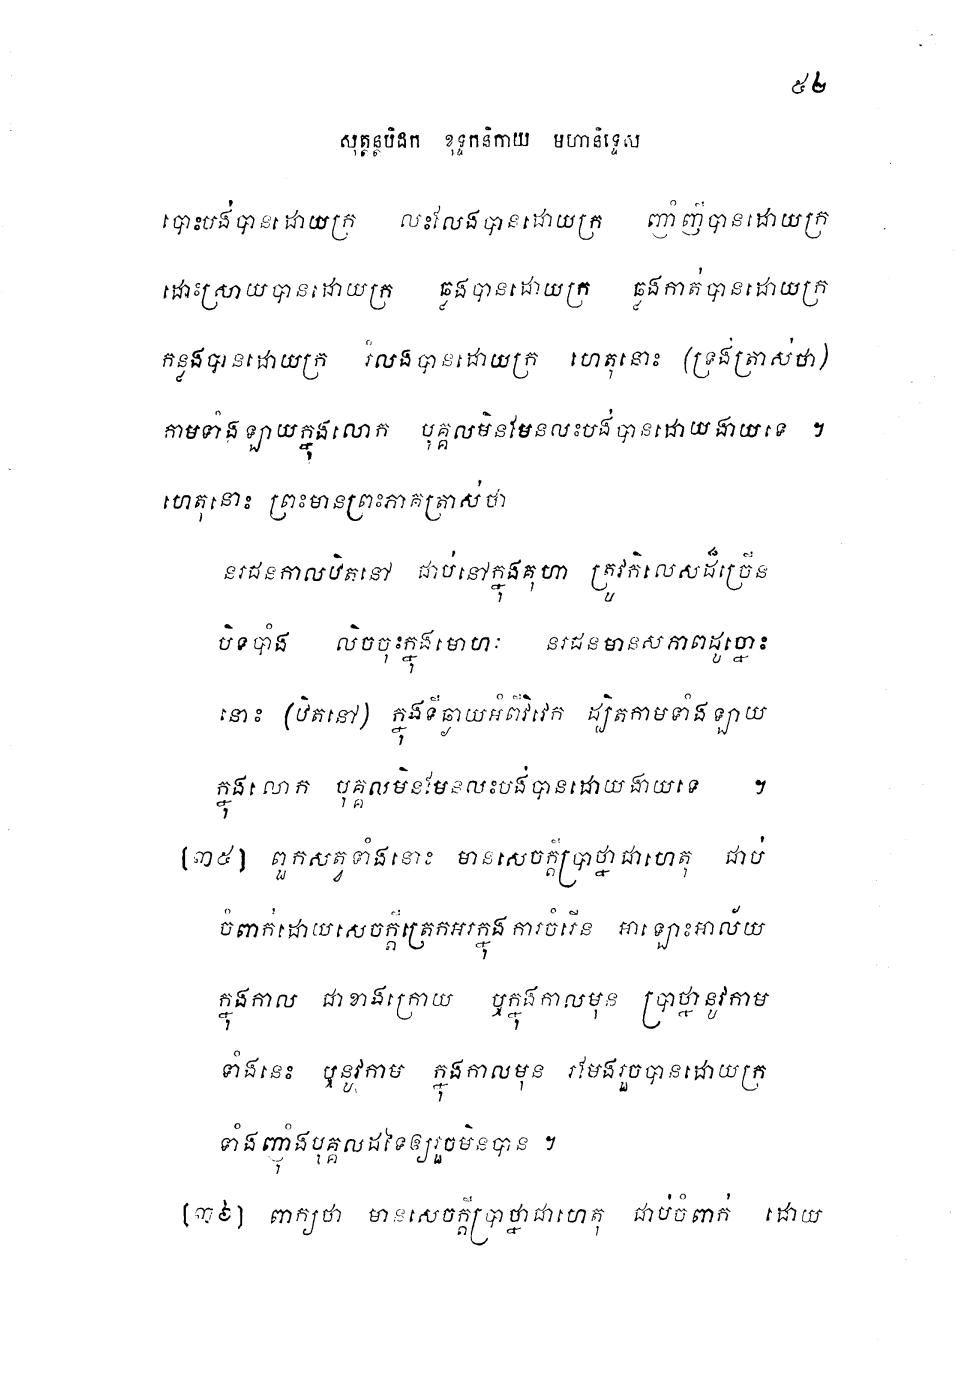 ៥២
សុត្តន្តបិដក ខុទ្ទកនិកាយ មហានិទ្ទេស
បោះបង់បានដោយក្រ លះលែងបានដោយក្រ ញាំញីបានដោយក្រ
ដោះស្រាយបានដោយក្រ ឆ្លងបានដោយក្រ ឆ្លងកាត់បានដោយក្រ
កន្លងបានដោយក្រ រំលងបានដោយក្រ ហេតុនោះ (ទ្រង់ត្រាស់ថា)
កាមទាំងឡាយក្នុងលោក បុគ្គលមិនមែនលះបង់បានដោយងាយទេ ។
ហេតុនោះ ព្រះមានព្រះភាគត្រាស់ថា
នរជនកាលឋិតនៅ ជាប់នៅក្នុងគុហា ត្រូវកិលេសដ៏ច្រើន
បិទបាំង លិចចុះក្នុងមោហៈ នរជនមានសភាពដូច្នោះ
នោះ (ឋិតនៅ) ក្នុងទីឆ្ងាយអំពីវិវេក ដ្បិតកាមទាំងឡាយ
ក្នុងលោក បុគ្គលមិនមែនលះបង់បានដោយងាយទេ ។
[៣៥] ពួកសត្វទាំងនោះ មានសេចក្តីប្រាថ្នាជាហេតុ ជាប់
ចំពាក់ដោយសេចក្តីត្រេកអរក្នុងការចំរើន អាឡោះអាល័យ
ក្នុងកាល ជាខាងក្រោយ ឬក្នុងកាលមុន ប្រាថ្នានូវកាម
ទាំងនេះ ឬនូវកាម ក្នុងកាលមុន រមែងរួចបានដោយក្រ
ទាំងញ៉ាំងបុគ្គលដទៃឲ្យរួចមិនបាន ។
[៣៦] ពាក្យថា មានសេចក្តីប្រាថ្នាជាហេតុ ជាប់ចំពាក់ ដោយ